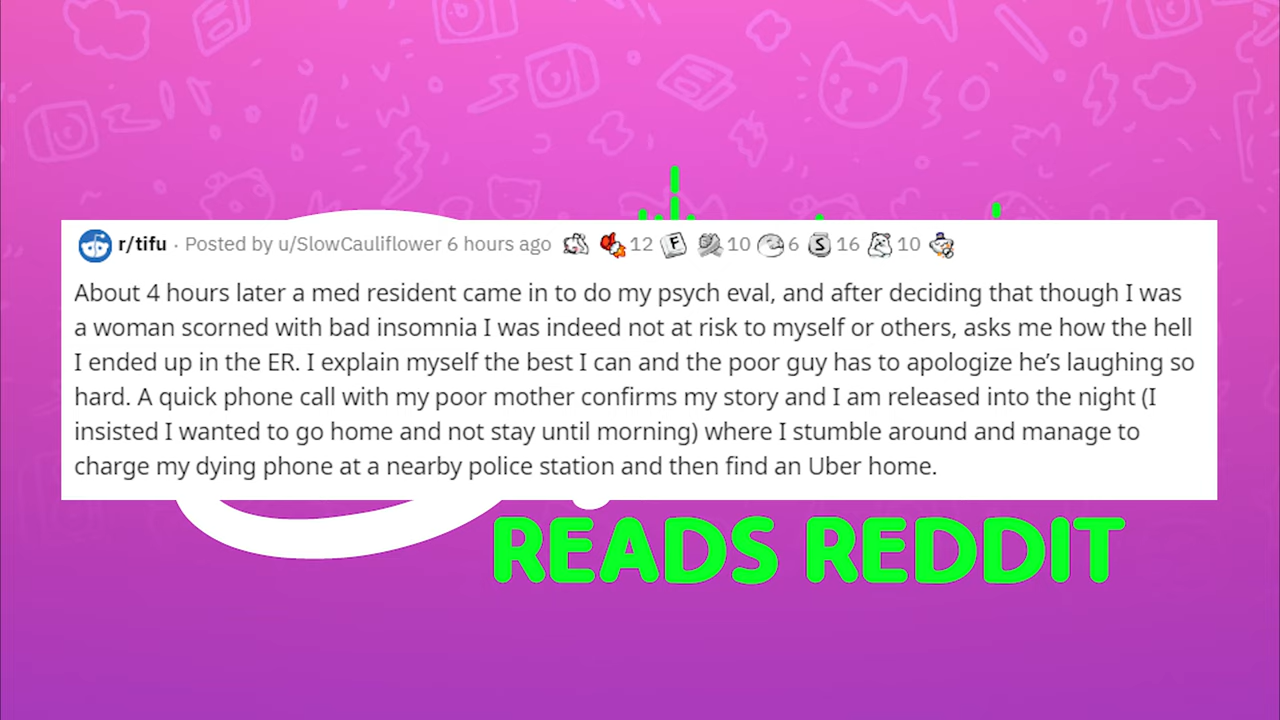 r/tifu · Posted by u/SlowCauliflower 6 hours ago 12 F 10 6 S 16 10
About 4 hours later a med resident came in to do my psych eval, and after deciding that though I was
a woman scorned with bad insomnia I was indeed not at risk to myself or others, asks me how the hell
I ended up in the ER. I explain myself the best I can and the poor guy has to apologize he’s laughing so
hard. A quick phone call with my poor mother confirms my story and I am released into the night (I
insisted I wanted to go home and not stay until morning) where I stumble around and manage to
charge my dying phone at a nearby police station and then find an Uber home.
READS REDDIT